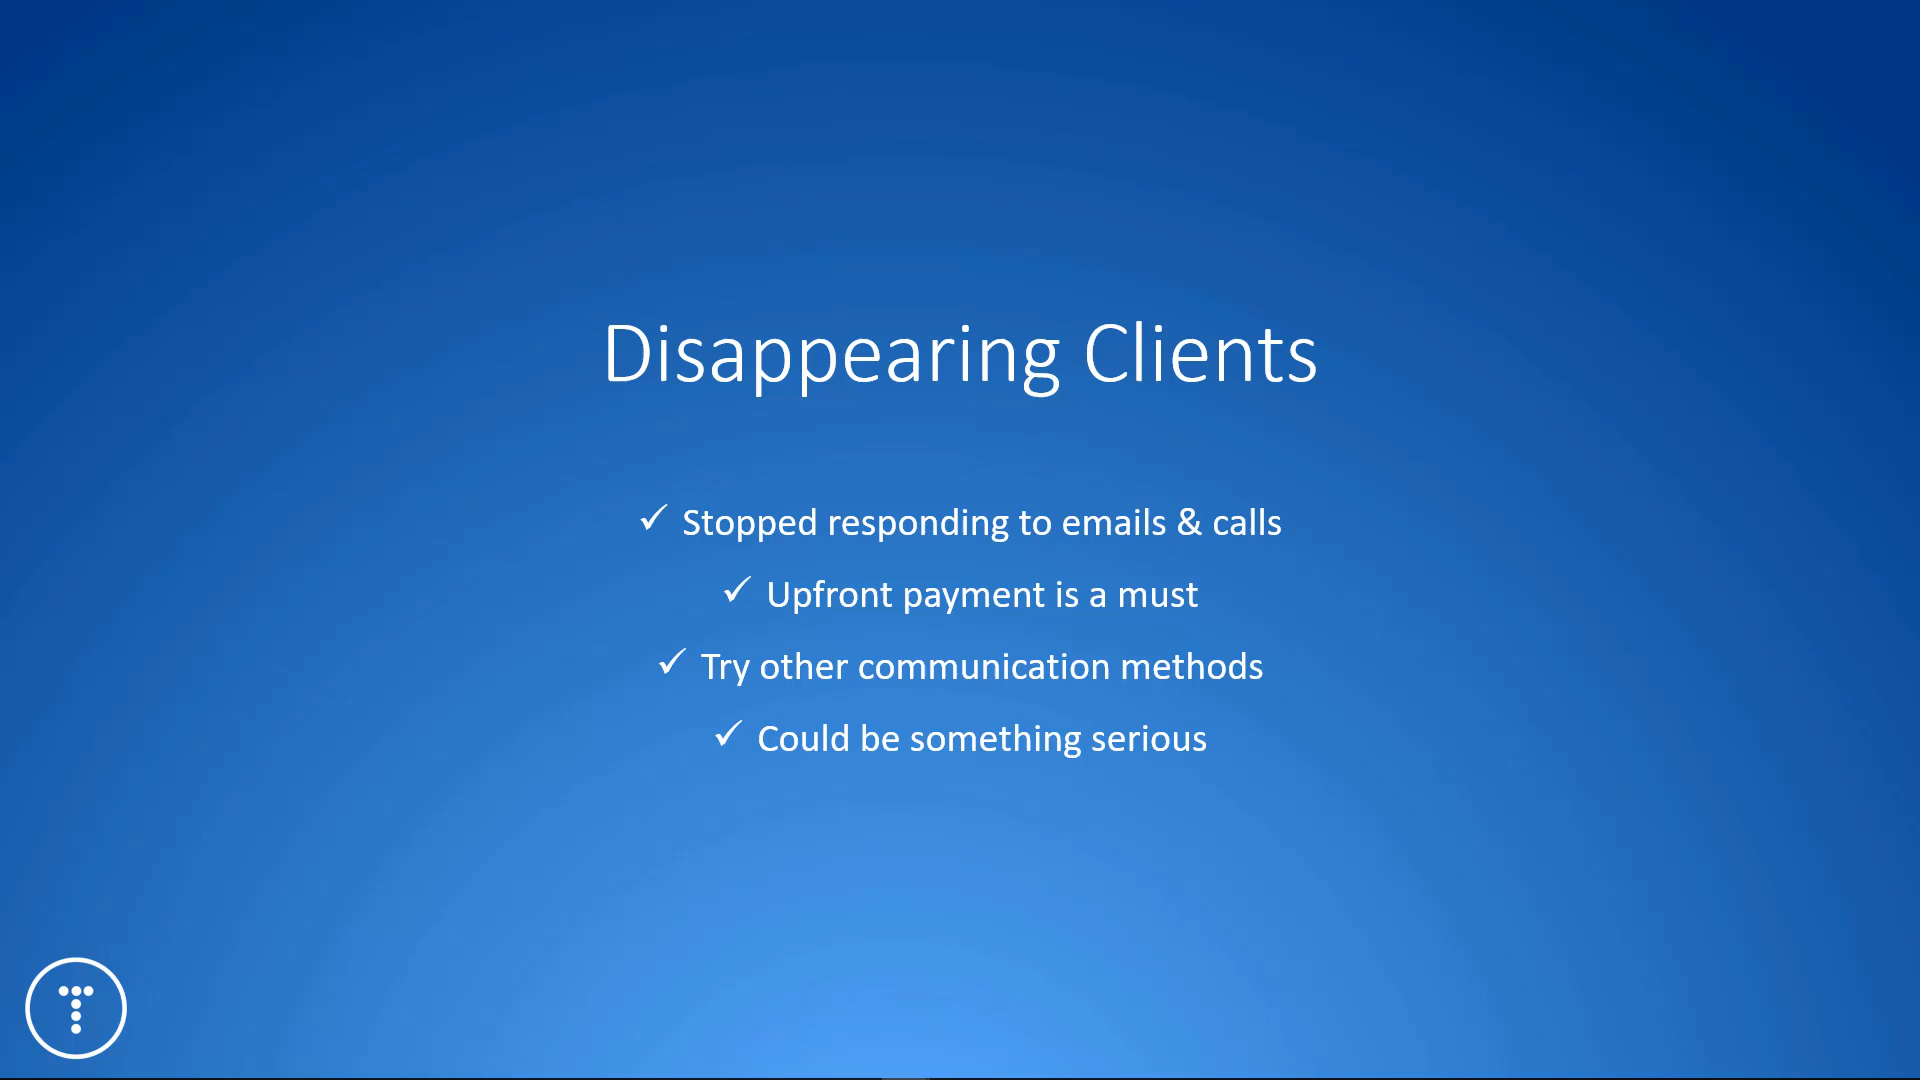 Disappearing Clients
✓ Stopped responding to emails & calls
✓ Upfront payment is a must
✓ Try other communication methods
✓ Could be something serious
T